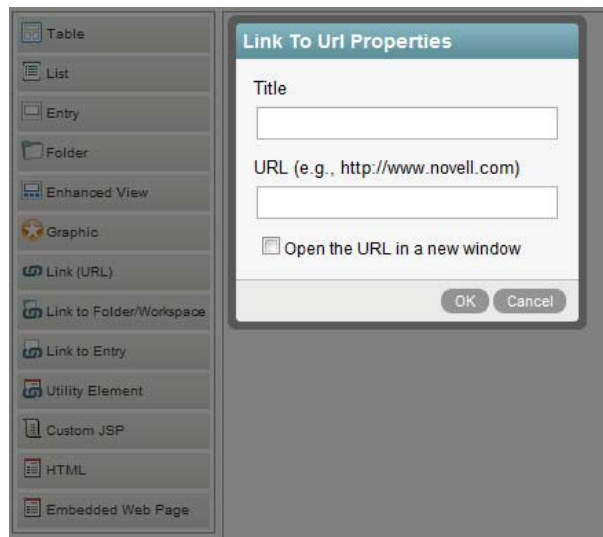 Table
List
Entry
Folder
Enhanced View
Graphic
Link (URL)
Link to Folder/Workspace
Link to Entry
Utility Element
Custom JSP
HTML
Embedded Web Page
Link To Url Properties
Title
URL (e.g., http://www.novell.com)
Open the URL in a new window
OK Cancel